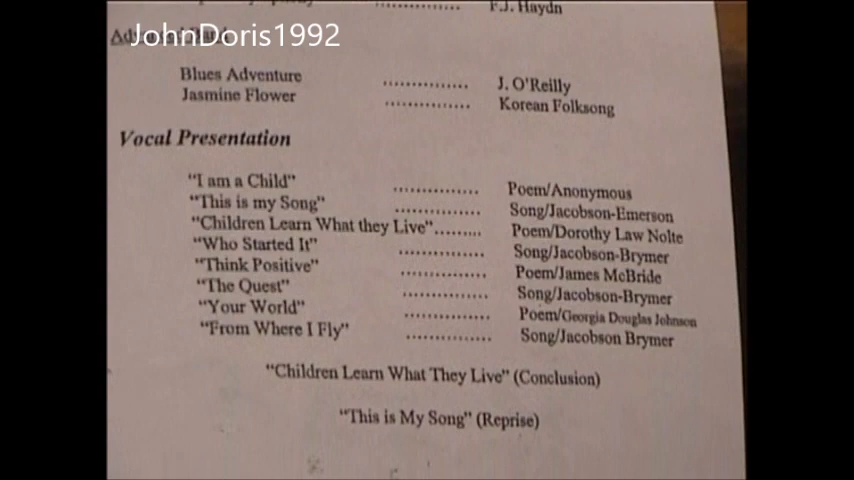 .............. F.J. Haydn
JohnDoris1992
Blues Adventure .............. J. O'Reilly
Jasmine Flower .............. Korean Folksong
Vocal Presentation
"I am a Child" .............. Poem/Anonymous
"This is my Song" .............. Song/Jacobson-Emerson
"Children Learn What they Live"......... Poem/Dorothy Law Nolte
"Who Started It" .............. Song/Jacobson-Brymer
"Think Positive" .............. Poem/James McBride
"The Quest" .............. Song/Jacobson-Brymer
"Your World" .............. Poem/Georgia Douglas Johnson
"From Where I Fly" .............. Song/Jacobson Brymer
"Children Learn What They Live" (Conclusion)
"This is My Song" (Reprise)